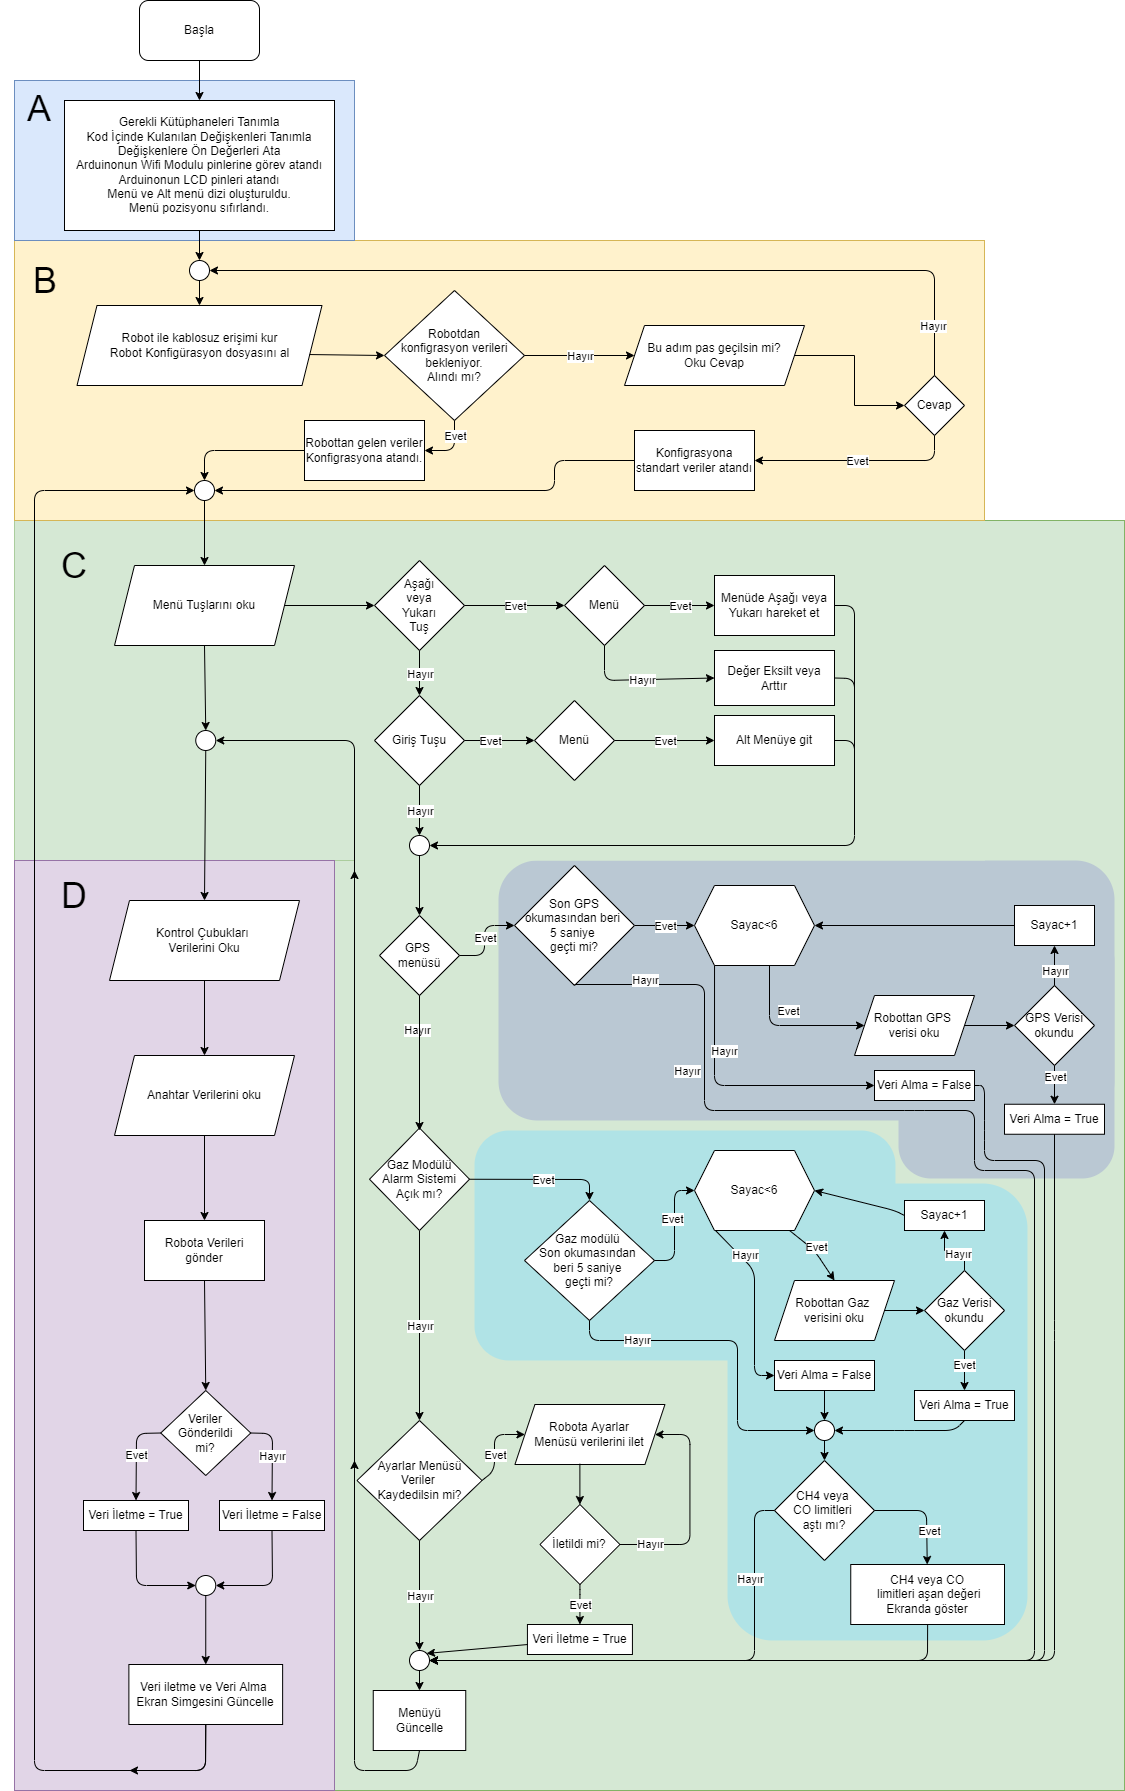 Başla
A
Gerekli Kütüphaneleri Tanımla
Kod İçinde Kulanılan Değişkenleri Tanımla
Değişkenlere Ön Değerleri Ata
Arduinonun Wifi Modulu pinlerine görev atandı
Arduinonun LCD pinleri atandı
Menü ve Alt menü dizi oluşturuldu.
Menü pozisyonu sıfırlandı.
B
Robot ile kablosuz erişimi kur
Robot Konfigürasyon dosyasını al
Robotdan
konfigrasyon verileri
bekleniyor.
Alındı mı?
Hayır
Bu adım pas geçilsin mi?
Oku Cevap
Hayır
Cevap
Evet
Robottan gelen veriler
Konfigrasyona atandı.
Konfigrasyona
standart veriler atandı
Evet
C
Menü Tuşlarını oku
Aşağı
veya
Yukarı
Tuş
Evet
Menü
Evet
Menüde Aşağı veya
Yukarı hareket et
Hayır
Hayır
Değer Eksilt veya
Arttır
Giriş Tuşu
Evet
Menü
Evet
Alt Menüye git
Hayır
GPS
menüsü
Evet
Son GPS
okumasından beri
5 saniye
geçti mi?
Evet
Sayac<6
Sayac+1
Hayır
Hayır
Evet
Robottan GPS
verisi oku
GPS Verisi
okundu
Hayır
Hayır
Hayır
Evet
Veri Alma = False
Veri Alma = True
Gaz Modülü
Alarm Sistemi
Açık mı?
Evet
Gaz modülü
Son okumasından
beri 5 saniye
geçti mi?
Evet
Sayac<6
Sayac+1
Hayır
Evet
Hayır
Robottan Gaz
verisini oku
Gaz Verisi
okundu
Hayır
Hayır
Evet
Veri Alma = False
Veri Alma = True
Ayarlar Menüsü
Veriler
Kaydedilsin mi?
Evet
Robota Ayarlar
Menüsü verilerini ilet
İletildi mi?
Hayır
Evet
Veri İletme = True
Hayır
CH4 veya
CO limitleri
aştı mı?
Evet
Hayır
CH4 veya CO
limitleri aşan değeri
Ekranda göster
Menüyü
Güncelle
D
Kontrol Çubukları
Verilerini Oku
Anahtar Verilerini oku
Robota Verileri
gönder
Veriler
Gönderildi
mi?
Evet
Hayır
Veri İletme = True
Veri İletme = False
Veri iletme ve Veri Alma
Ekran Simgesini Güncelle